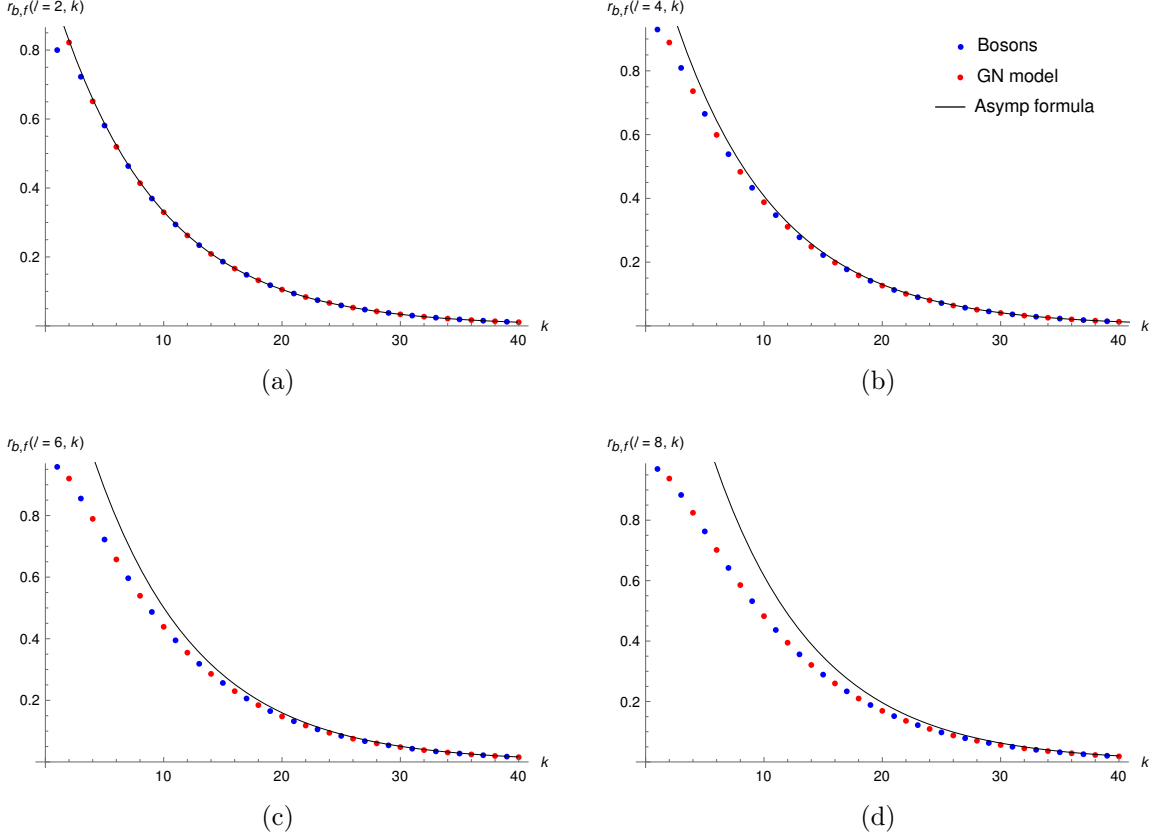 r_{b,f}(l = 2, k)
0.8
0.6
0.4
0.2
10
20
30
40
k
(a)
r_{b,f}(l = 4, k)
Bosons
GN model
Asymp formula
0.8
0.6
0.4
0.2
10
20
30
40
k
(b)
r_{b,f}(l = 6, k)
0.8
0.6
0.4
0.2
10
20
30
40
k
(c)
r_{b,f}(l = 8, k)
0.8
0.6
0.4
0.2
10
20
30
40
k
(d)